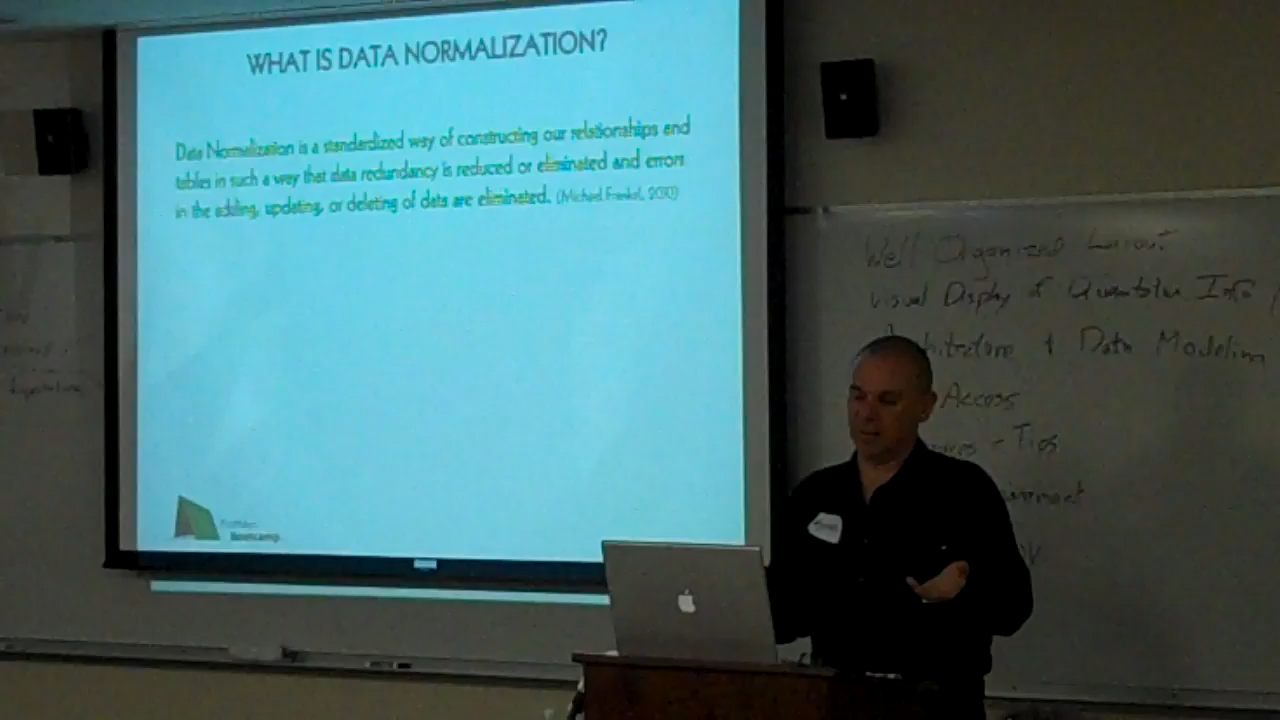 WHAT IS DATA NORMALIZATION?
Data Normalization is a standardized way of constructing our relationships and
tables in such a way that data redundancy is reduced or eliminated and errors
in the adding, updating, or deleting of data are eliminated. (Michael Frankel, 2010)
Bootcamp
Well Organized Layout
Visual Display of Info
& Data Modeling
Access
Tips